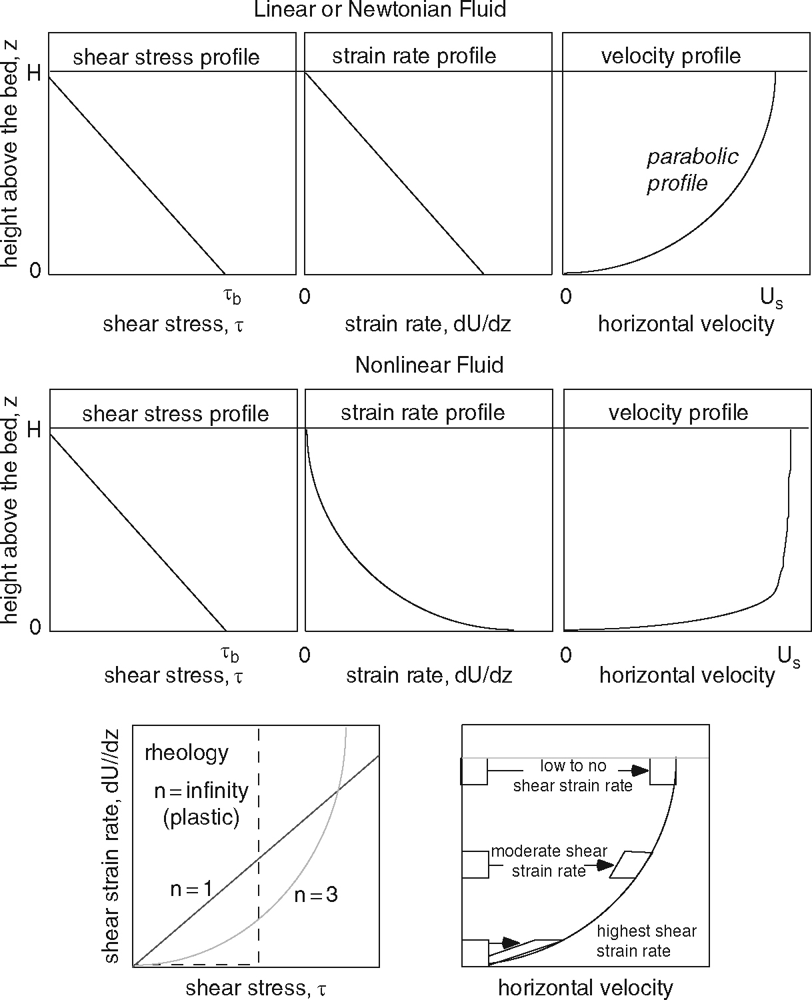 Linear or Newtonian Fluid
shear stress profile
strain rate profile
velocity profile
height above the bed, z
H
0
parabolic
profile
τb
0
0
Us
shear stress, τ
strain rate, dU/dz
horizontal velocity
Nonlinear Fluid
shear stress profile
strain rate profile
velocity profile
height above the bed, z
H
0
τb
0
0
Us
shear stress, τ
strain rate, dU/dz
horizontal velocity
shear strain rate, dU//dz
rheology
n = infinity
(plastic)
n = 1
n = 3
shear stress, τ
low to no
shear strain rate
moderate shear
strain rate
highest shear
strain rate
horizontal velocity